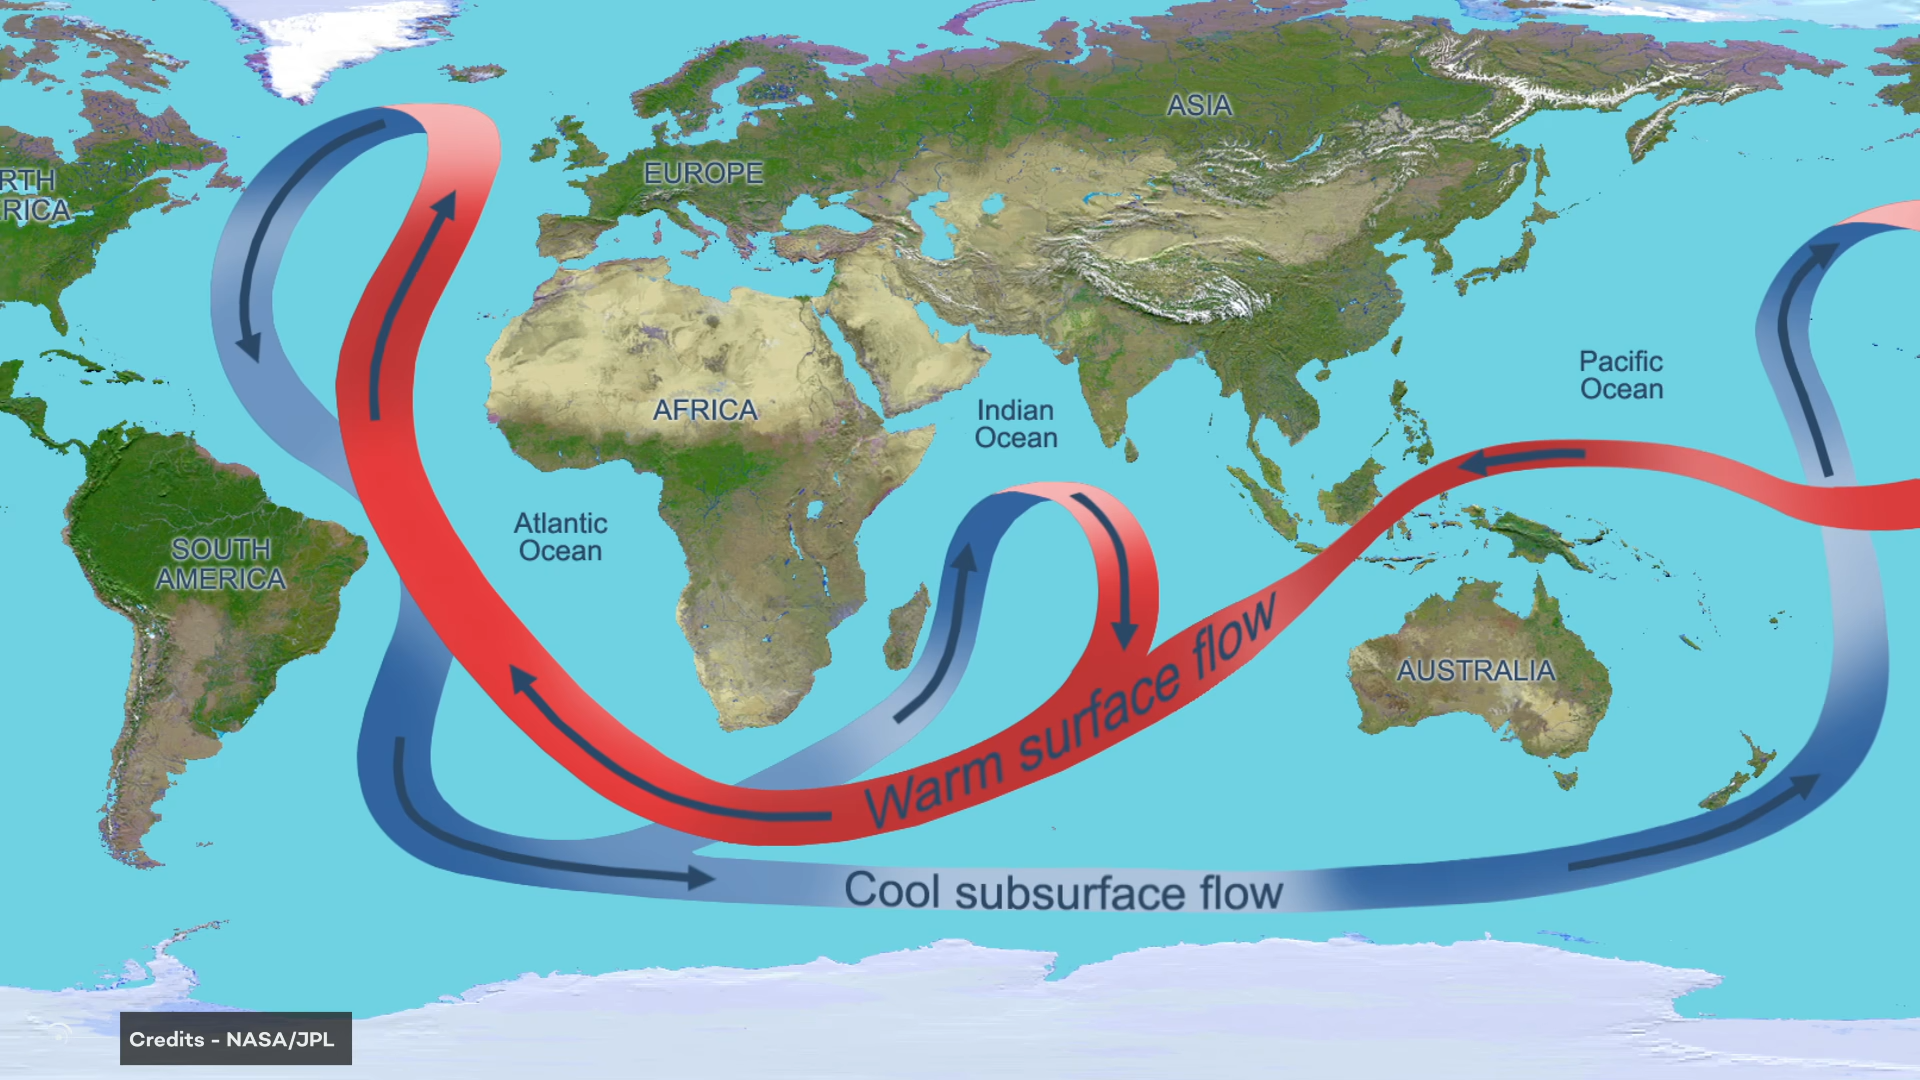 ASIA
RTH
RICA
EUROPE
Pacific
Ocean
AFRICA
Indian
Ocean
Atlantic
Ocean
SOUTH
AMERICA
AUSTRALIA
Warm surface flow
Cool subsurface flow
Credits - NASA/JPL